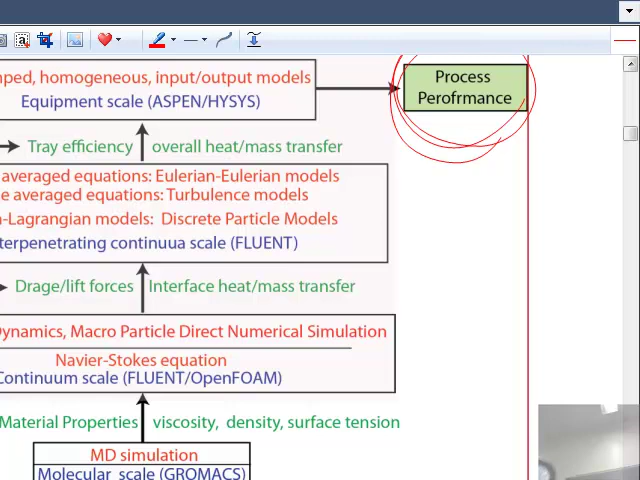 mped, homogeneous, input/output models
Equipment scale (ASPEN/HYSYS)
Process
Perofrmance
Tray efficiency overall heat/mass transfer
averaged equations: Eulerian-Eulerian models
e averaged equations: Turbulence models
n-Lagrangian models: Discrete Particle Models
terpenetrating continuua scale (FLUENT)
Drage/lift forces Interface heat/mass transfer
Dynamics, Macro Particle Direct Numerical Simulation
Navier-Stokes equation
Continuum scale (FLUENT/OpenFOAM)
Material Properties viscosity, density, surface tension
MD simulation
Molecular scale (GROMACS)